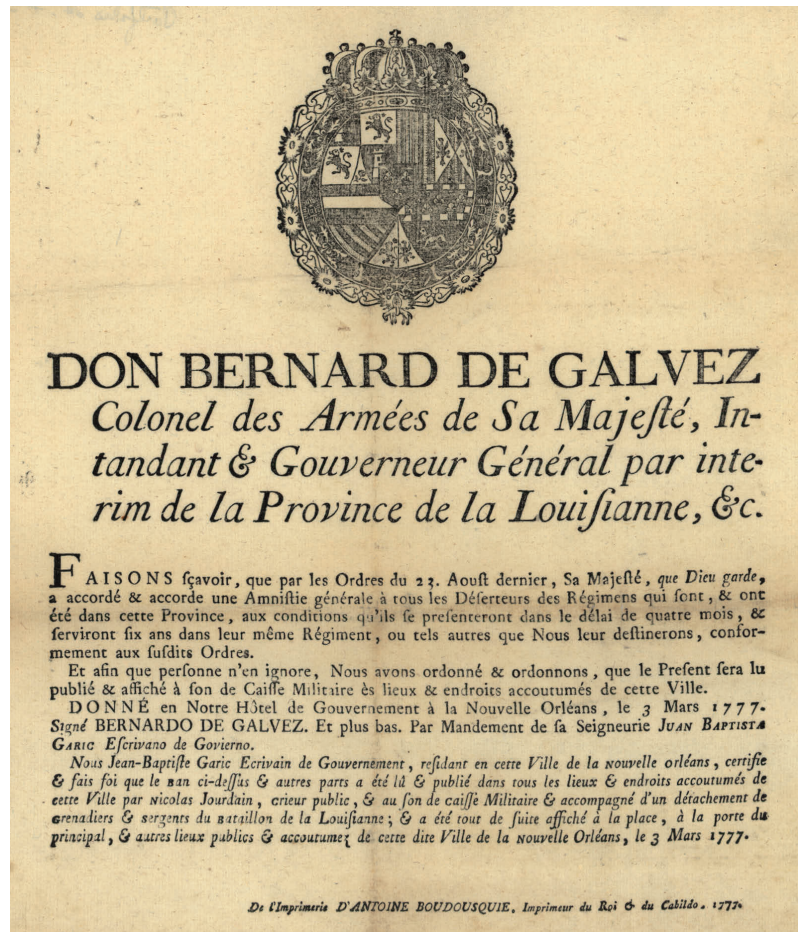 DON BERNARD DE GALVEZ
Colonel des Armées de Sa Majeſté, In-
tandant & Gouverneur Général par inte-
rim de la Province de la Louiſianne, &c.
FAISONS ſçavoir, que par les Ordres du 23. Aouſt dernier, Sa Majeſté, que Dieu garde,
a accordé & accorde une Amniſtie générale à tous les Déſerteurs des Régimens qui ſont, & ont
été dans cette Province, aux conditions qu'ils ſe preſenteront dans le délai de quatre mois, &
ſerviront ſix ans dans leur même Régiment, ou tels autres que Nous leur deſtinerons, confor-
mement aux ſuſdits Ordres.
Et afin que perſonne n'en ignore, Nous avons ordonné & ordonnons, que le Preſent ſera lu
publié & affiché à ſon de Caiſſe Militaire ès lieux & endroits accoutumés de cette Ville.
DONNÉ en Notre Hôtel de Gouvernement à la Nouvelle Orléans, le 3 Mars 1777.
Signé BERNARDO DE GALVEZ. Et plus bas. Par Mandement de ſa Seigneurie JUAN BAPTISTA
GARIC Eſcrivano de Govierno.
Nous Jean-Baptiſte Garic Ecrivain de Gouvernement, reſidant en cette Ville de la Nouvelle orléans, certifie
& fais foi que le Ban ci-deſſus & autres parts a été lû & publié dans tous les lieux & endroits accoutumés de
cette Ville par Nicolas Jourdain, crieur public, & au ſon de caiſſe Militaire & accompagné d'un détachement de
Grenadiers & Sergents du Bataillon de la Louiſianne; & a été tout de ſuite affiché à la place, à la porte du
principal, & autres lieux publics & accoutumez de cette dite Ville de la Nouvelle Orléans, le 3 Mars 1777.
De l'Imprimerie D'ANTOINE BOUDOUSQUIE, Imprimeur du Roi & du Cabildo. 1777.